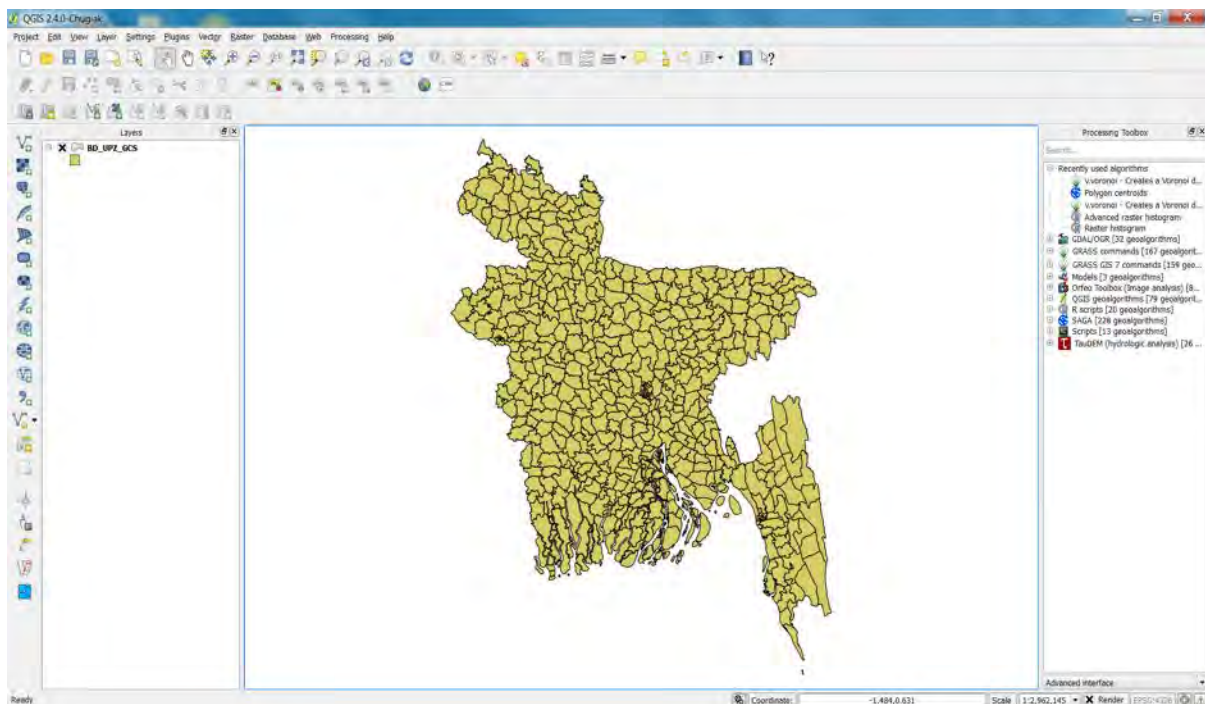 QGIS 2.4.0-Chugiak
Project Edit View Layer Settings Plugins Vector Raster Database Web Processing Help
Layers
BD_UPZ_GCS
Processing Toolbox
Search...
Recently used algorithms
v.voronoi - Creates a Voronoi d...
Polygon centroids
v.voronoi - Creates a Voronoi d...
Advanced raster histogram
Raster histogram
GDAL/OGR [32 geoalgorithms]
GRASS commands [167 geoalgorit...
GRASS GIS 7 commands [159 geo...
Models [3 geoalgorithms]
Orfeo Toolbox (Image analysis) [8...
QGIS geoalgorithms [79 geoalgorit...
R scripts [20 geoalgorithms]
SAGA [228 geoalgorithms]
Scripts [13 geoalgorithms]
TauDEM (hydrologic analysis) [26 ...
Advanced interface
Ready
Coordinate: -1.484,0.631 Scale 1:2,962,145 Render EPSG:4326